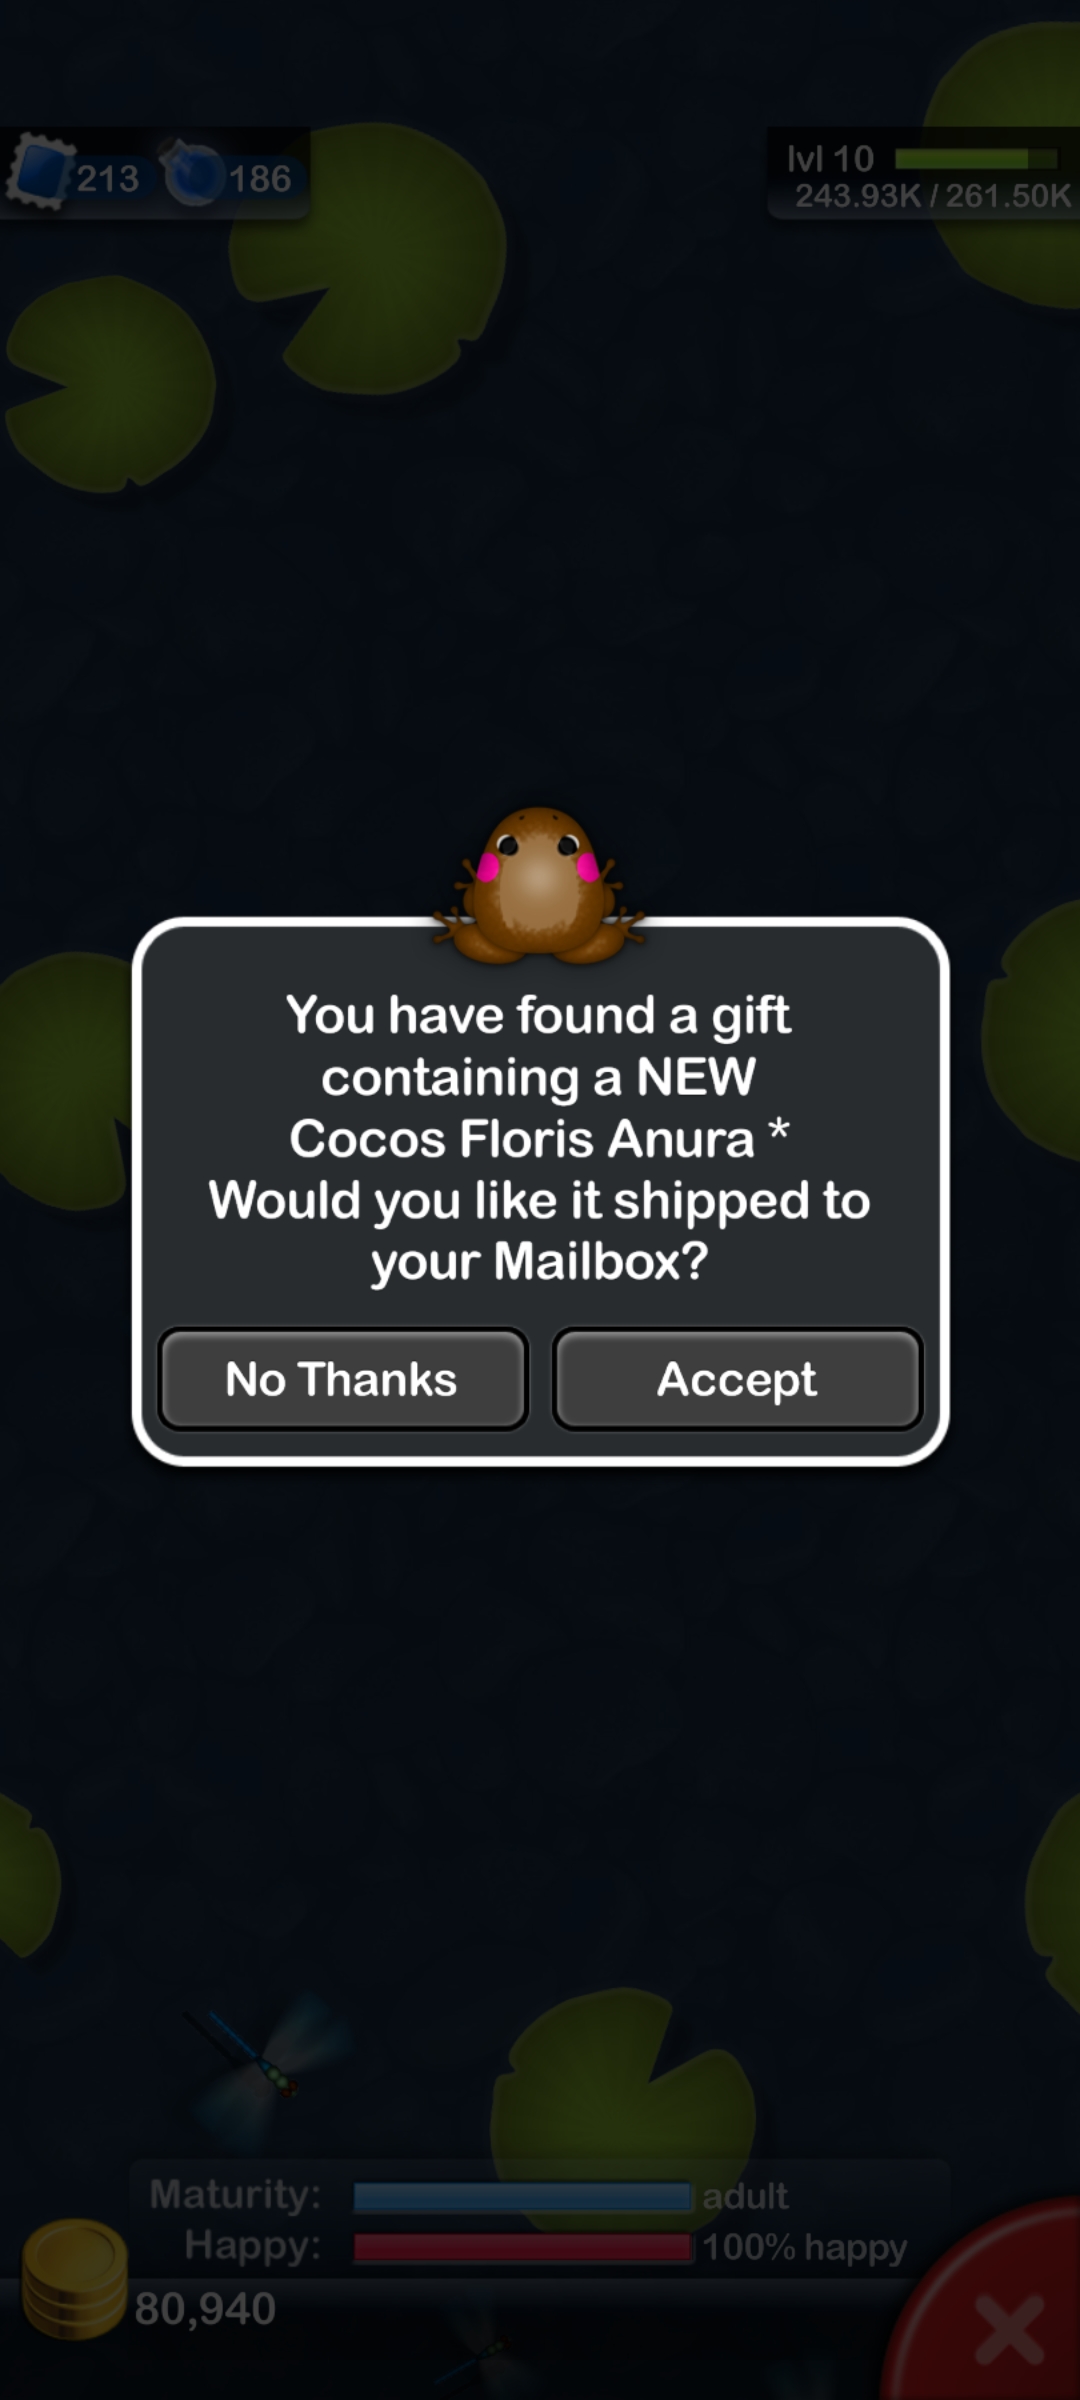 213 186
lvl 10
243.93K / 261.50K
You have found a gift
containing a NEW
Cocos Floris Anura *
Would you like it shipped to
your Mailbox?
No Thanks Accept
Maturity: adult
Happy: 100% happy
80,940